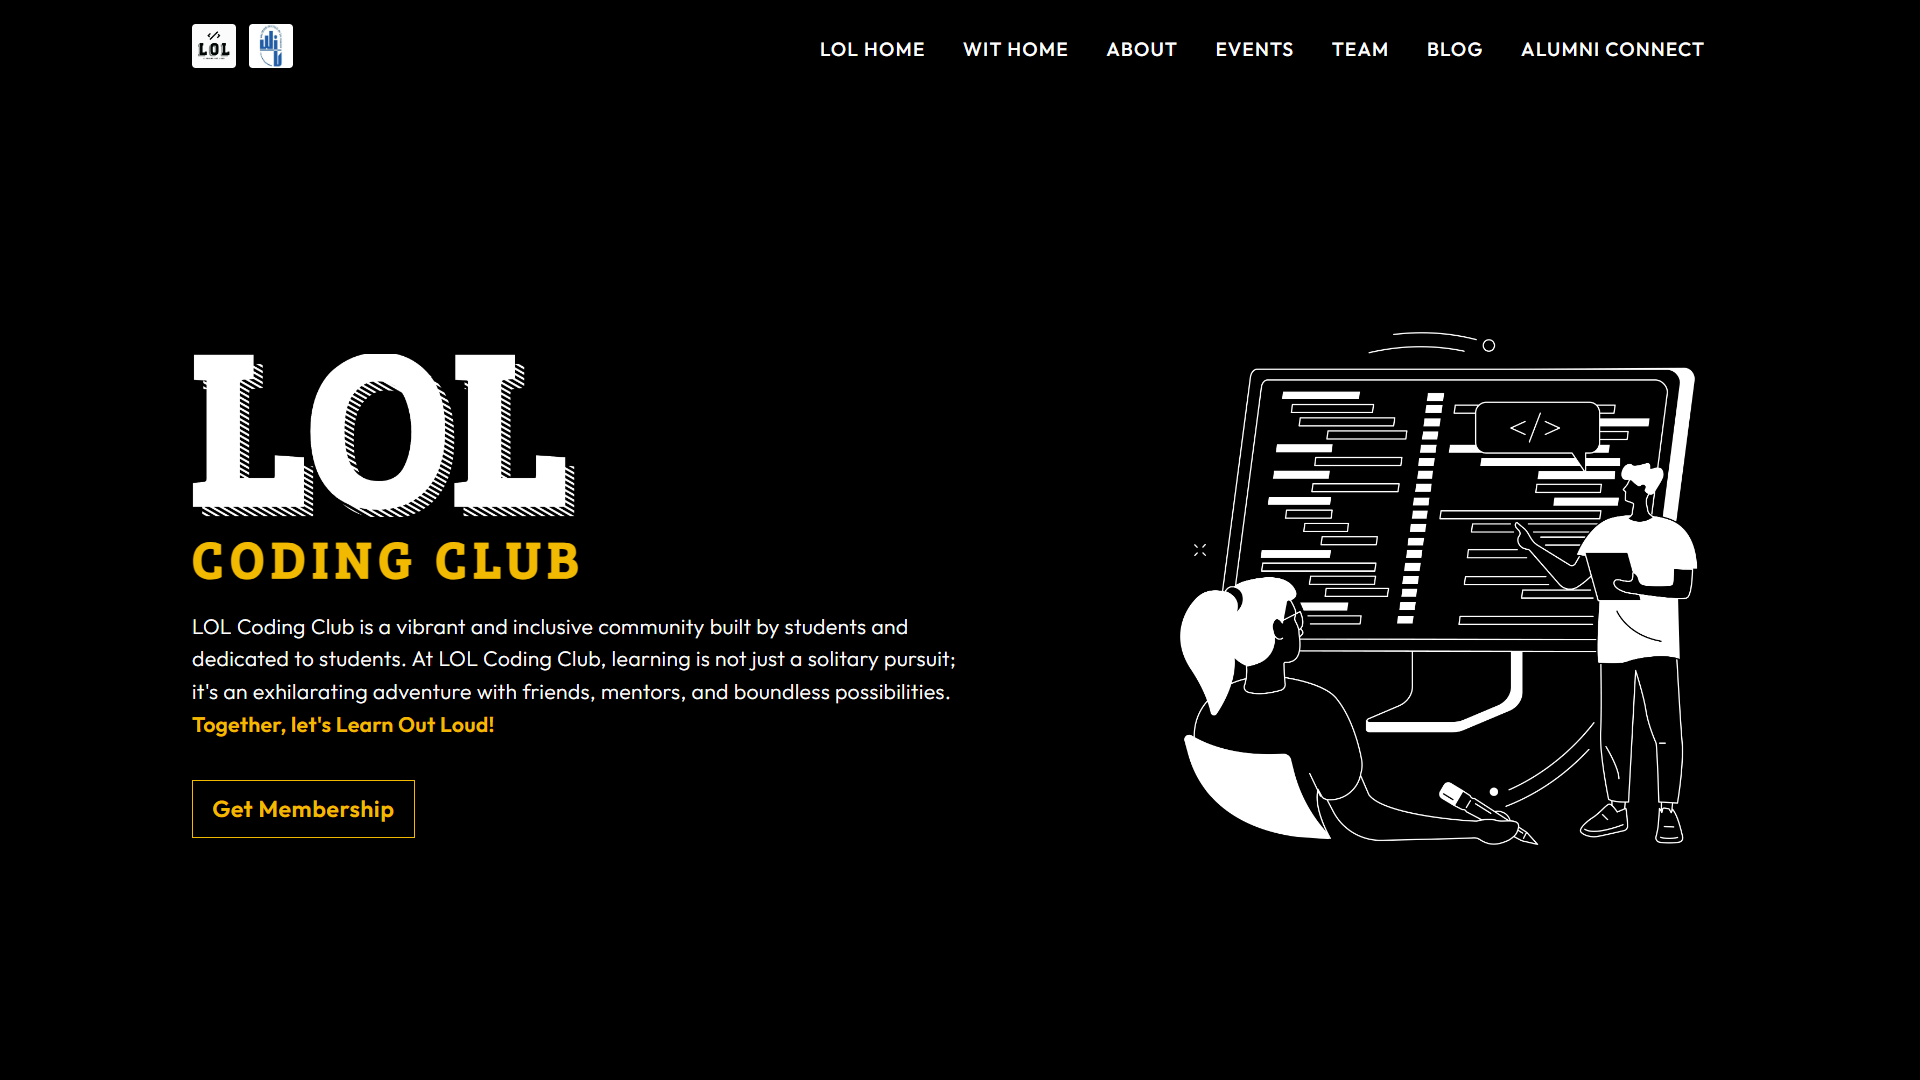 </>
LOL
LOL HOME WIT HOME ABOUT EVENTS TEAM BLOG ALUMNI CONNECT
LOL
CODING CLUB
LOL Coding Club is a vibrant and inclusive community built by students and
dedicated to students. At LOL Coding Club, learning is not just a solitary pursuit;
it's an exhilarating adventure with friends, mentors, and boundless possibilities.
Together, let's Learn Out Loud!
Get Membership
</>